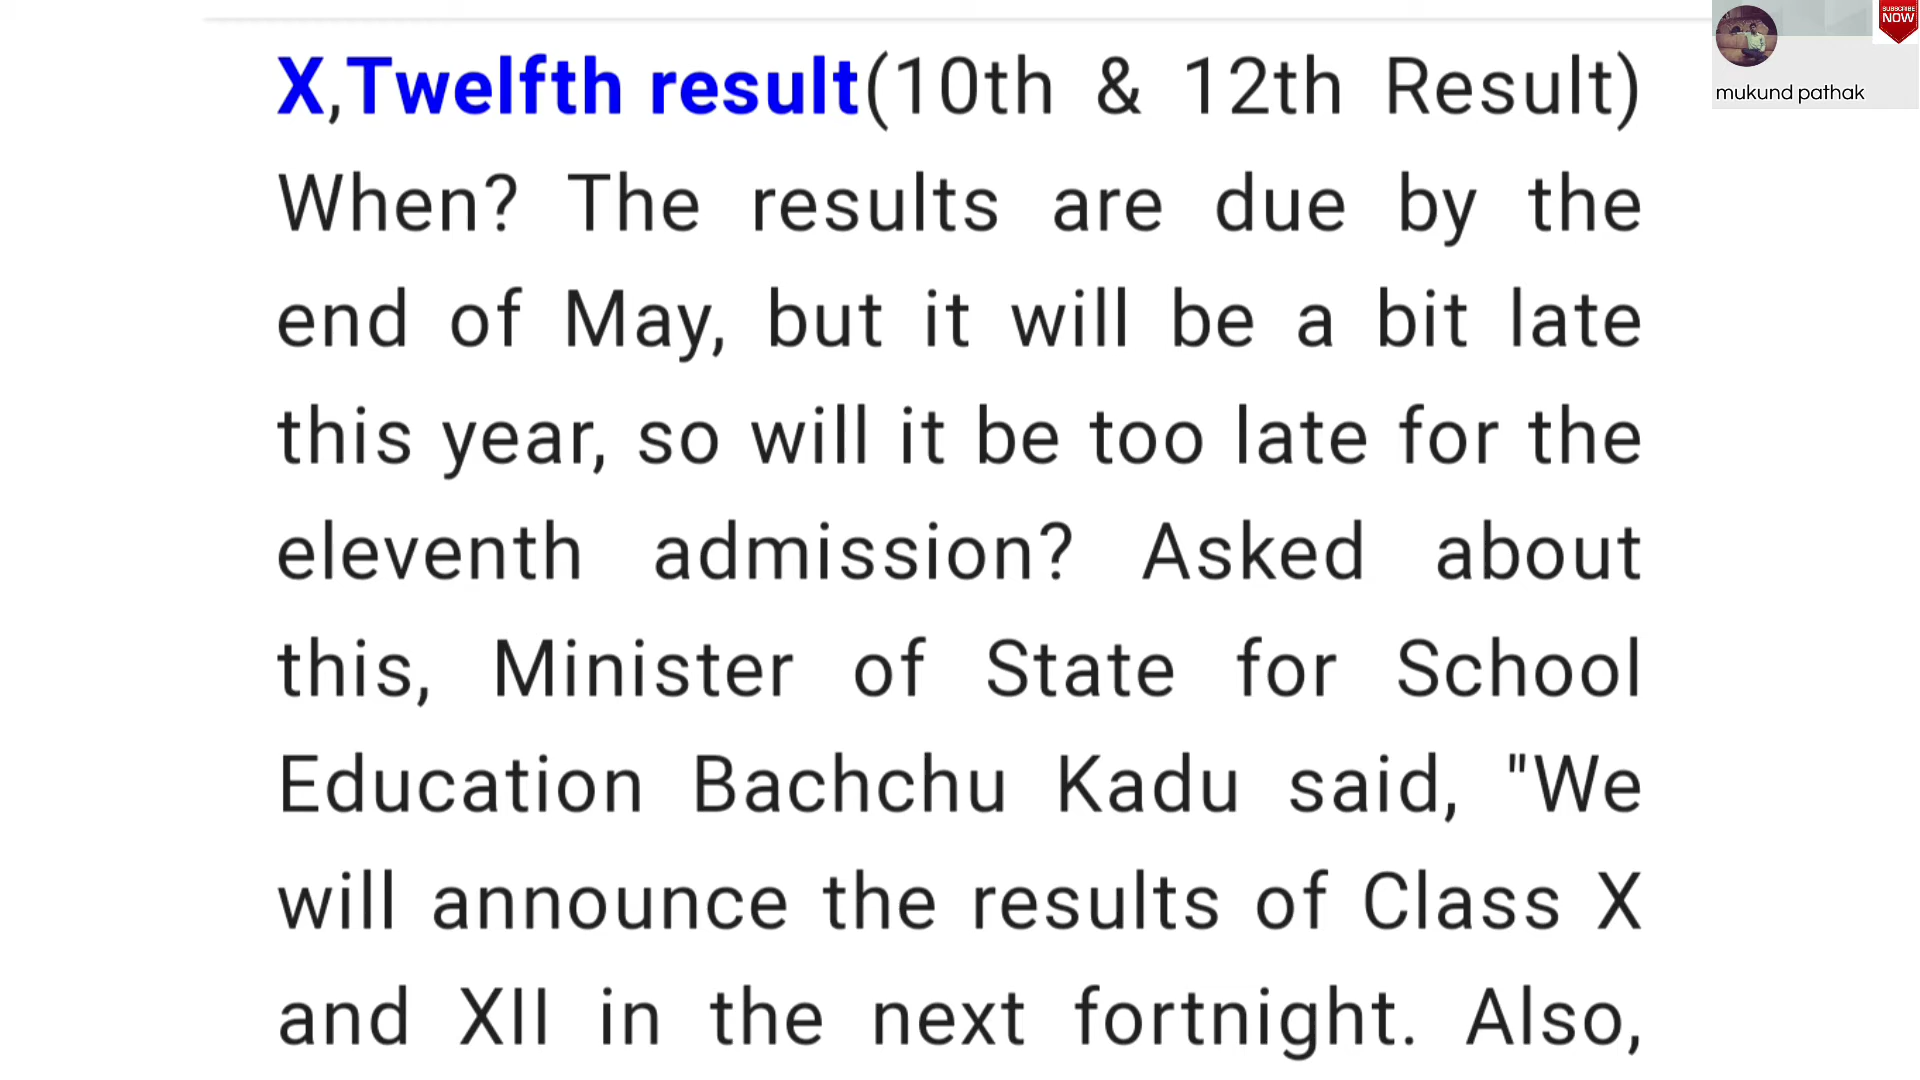 X,Twelfth result(10th & 12th Result)
When? The results are due by the
end of May, but it will be a bit late
this year, so will it be too late for the
eleventh admission? Asked about
this, Minister of State for School
Education Bachchu Kadu said, "We
will announce the results of Class X
and XII in the next fortnight. Also,
SUBSCRIBE
NOW
mukund pathak